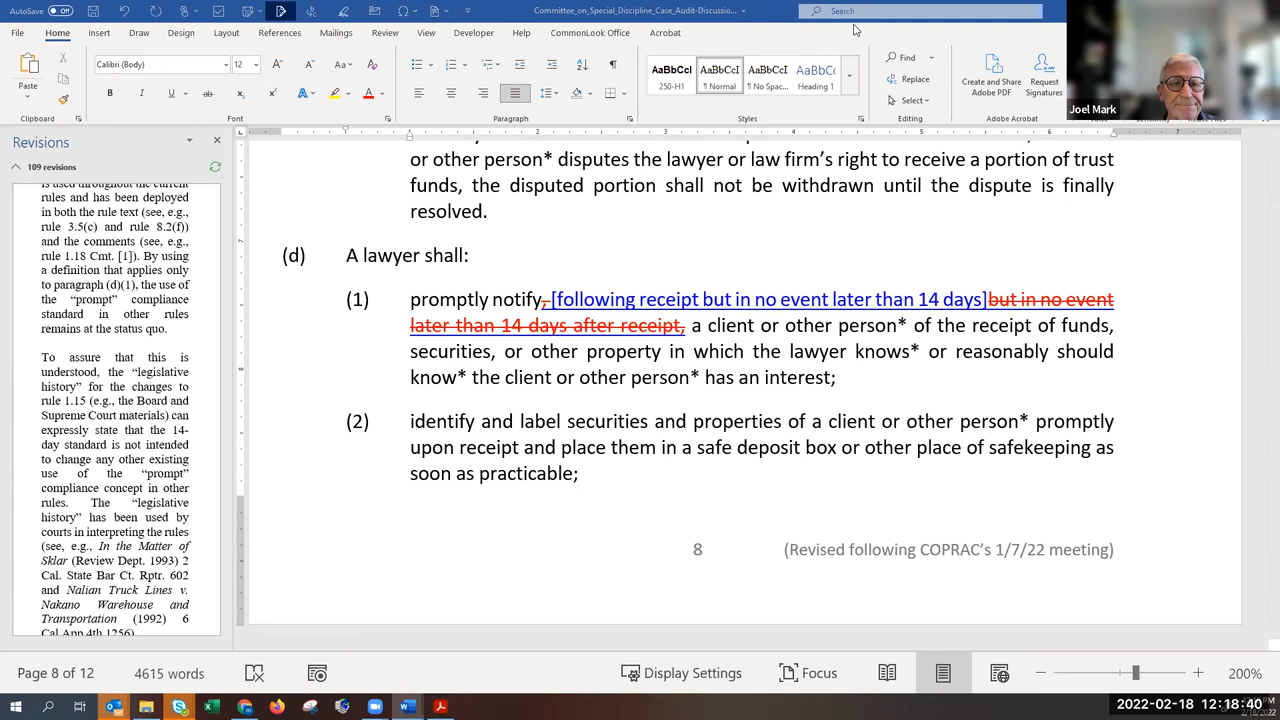 AutoSave Off
Committee_on_Special_Discipline_Case_Audit-Discussio...
Search
File Home Insert Draw Design Layout References Mailings Review View Developer Help CommonLook Office Acrobat
Paste
Calibri (Body) 12
AaBbCcI AaBbCcI AaBbCcI AaBbCc
250-H1 ¶ Normal ¶ No Spac... Heading 1
Find
Replace
Select
Create and Share Adobe PDF
Request Signatures
Clipboard Font Paragraph Styles Editing Adobe Acrobat
Joel Mark
Revisions
109 revisions
is used throughout the current
rules and has been deployed
in both the rule text (see, e.g.,
rule 3.5(c) and rule 8.2(f))
and the comments (see, e.g.,
rule 1.18 Cmt. [1]). By using
a definition that applies only
to paragraph (d)(1), the use of
the “prompt” compliance
standard in other rules
remains at the status quo.
To assure that this is
understood, the “legislative
history” for the changes to
rule 1.15 (e.g., the Board and
Supreme Court materials) can
expressly state that the 14-
day standard is not intended
to change any other existing
use of the “prompt”
compliance concept in other
rules. The “legislative
history” has been used by
courts in interpreting the rules
(see, e.g., In the Matter of
Sklar (Review Dept. 1993) 2
Cal. State Bar Ct. Rptr. 602
and Nalian Truck Lines v.
Nakano Warehouse and
Transportation (1992) 6
Cal.App.4th 1256)
2 3 4 5 6 7
or other person* disputes the lawyer or law firm’s right to receive a portion of trust
funds, the disputed portion shall not be withdrawn until the dispute is finally
resolved.
(d) A lawyer shall:
(1) promptly notify, [following receipt but in no event later than 14 days]but in no event
later than 14 days after receipt, a client or other person* of the receipt of funds,
securities, or other property in which the lawyer knows* or reasonably should
know* the client or other person* has an interest;
(2) identify and label securities and properties of a client or other person* promptly
upon receipt and place them in a safe deposit box or other place of safekeeping as
soon as practicable;
8 (Revised following COPRAC’s 1/7/22 meeting)
Page 8 of 12 4615 words Display Settings Focus 200%
2022-02-18 12:18:40